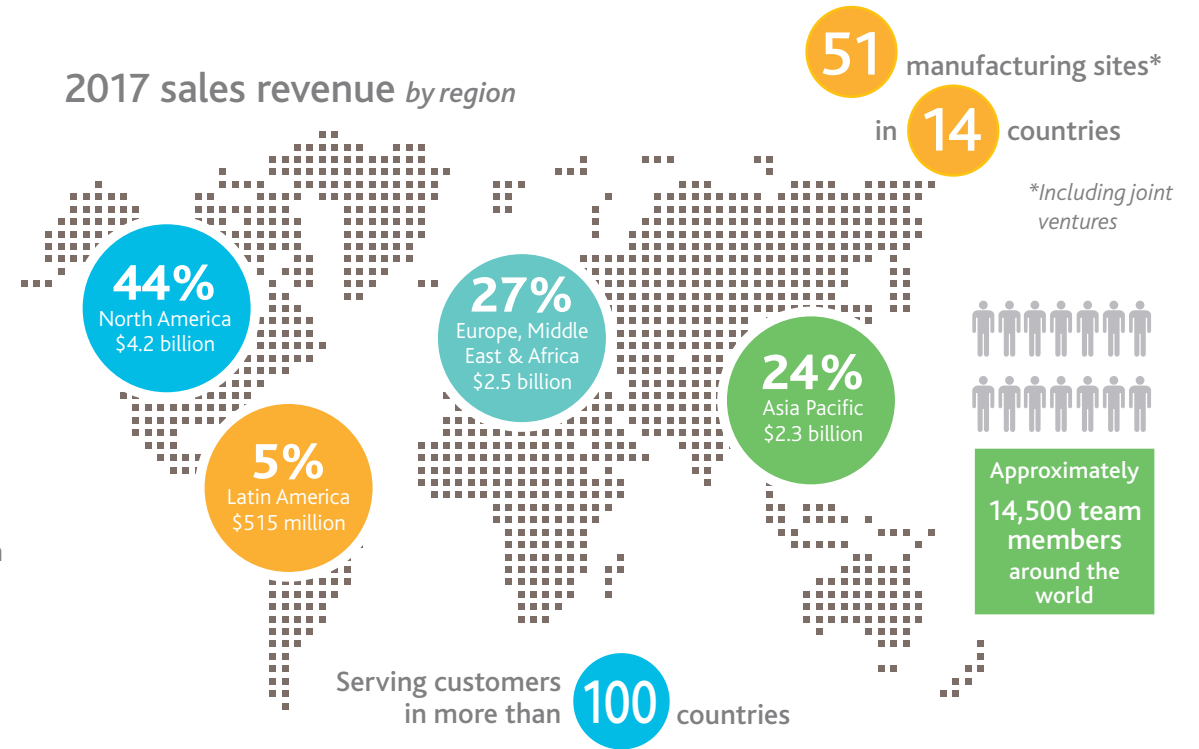 2017 sales revenue by region
51 manufacturing sites*
in 14 countries
*Including joint
ventures
44%
North America
$4.2 billion
27%
Europe, Middle
East & Africa
$2.5 billion
24%
Asia Pacific
$2.3 billion
5%
Latin America
$515 million
Approximately
14,500 team
members
around the
world
Serving customers
in more than 100 countries